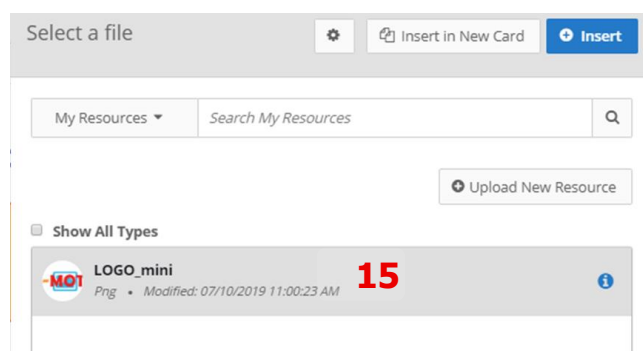 Select a file
Insert in New Card
Insert
My Resources
Search My Resources
Upload New Resource
Show All Types
-MOT
LOGO_mini
15
Png • Modified: 07/10/2019 11:00:23 AM